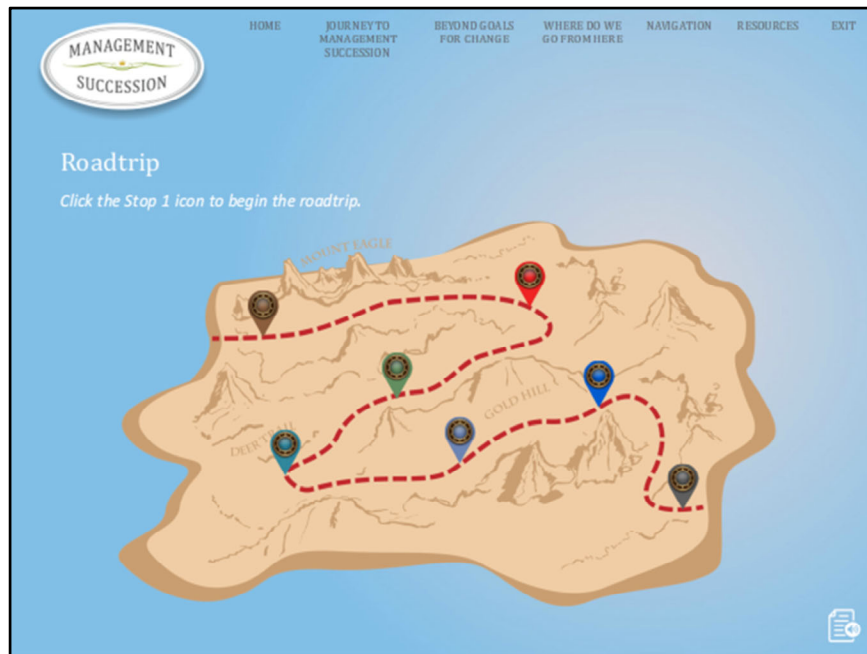 HOME
JOURNEY TO
MANAGEMENT
SUCCESSION
BEYOND GOALS
FOR CHANGE
WHERE DO WE
GO FROM HERE
NAVIGATION
RESOURCES
EXIT
MANAGEMENT
SUCCESSION
Roadtrip
Click the Stop 1 icon to begin the roadtrip.
MOUNT EAGLE
GOLD HILL
DEER TRAIL